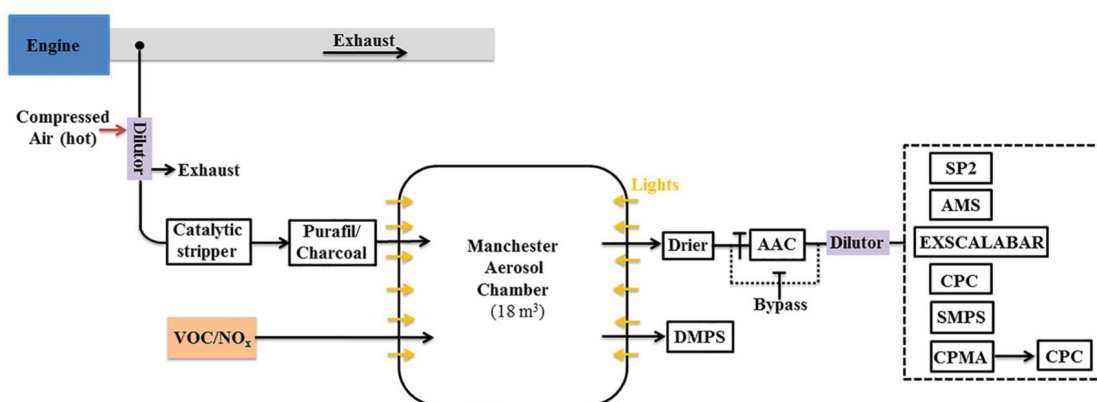 Engine
Exhaust
Compressed
Air (hot)
Dilutor
Exhaust
Catalytic
stripper
Purafil/
Charcoal
VOC/NOx
Lights
Manchester
Aerosol
Chamber
(18 m³)
Drier
AAC
Bypass
DMPS
Dilutor
SP2
AMS
EXSCALABAR
CPC
SMPS
CPMA
CPC